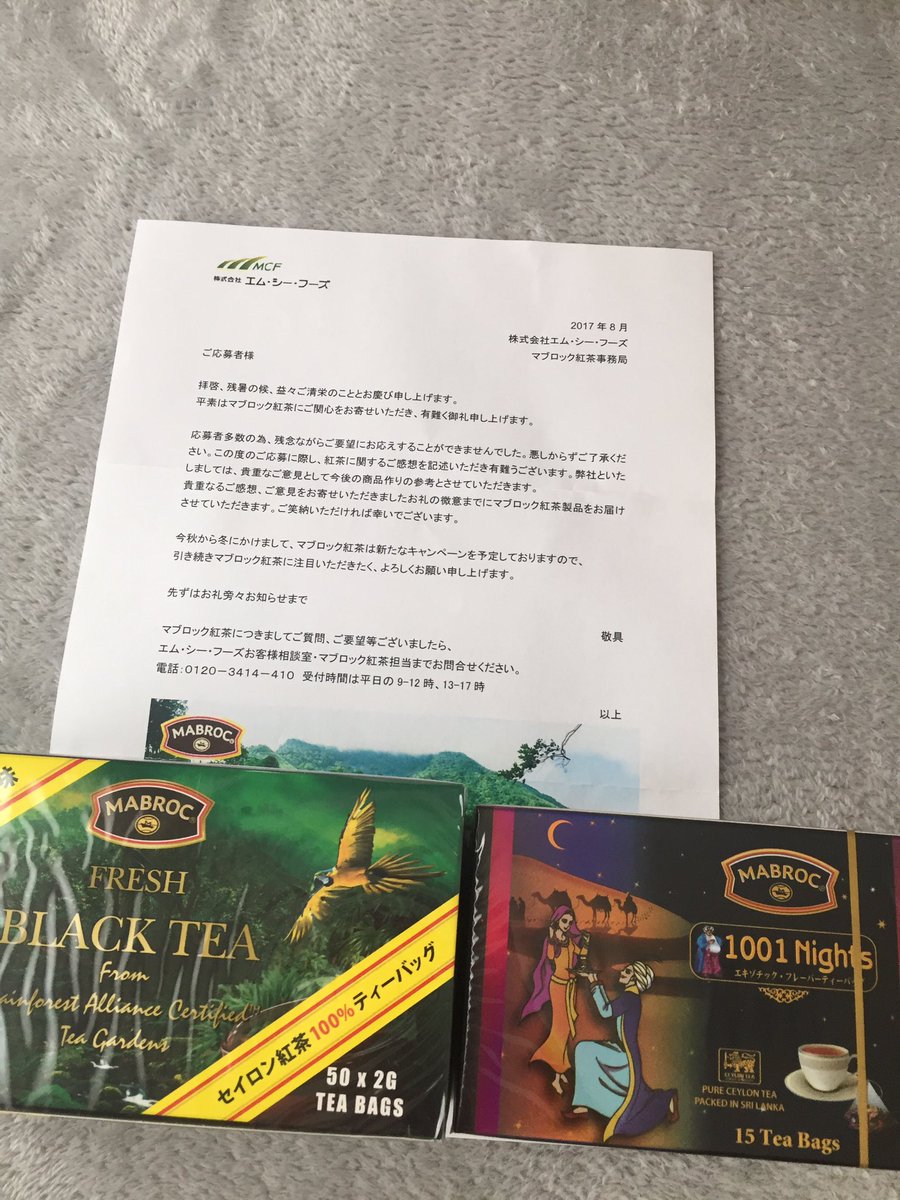 MCF
株式会社 エム・シー・フーズ
2017年8月
株式会社エム・シー・フーズ
マブロック紅茶事務局
ご応募者様
拝啓、残暑の候、益々ご清栄のこととお慶び申し上げます。
平素はマブロック紅茶にご関心をお寄せいただき、有難く御礼申し上げます。
応募者多数の為、残念ながらご要望にお応えすることができませんでした。悪しからずご了承くだ
さい。この度のご応募に際し、紅茶に関するご感想を記述いただき有難うございます。弊社といた
しましては、貴重なご意見として今後の商品作りの参考とさせていただきます。
貴重なるご感想、ご意見をお寄せいただきましたお礼の微意までにマブロック紅茶製品をお届け
させていただきます。ご笑納いただければ幸いでございます。
今秋から冬にかけまして、マブロック紅茶は新たなキャンペーンを予定しておりますので、
引き続きマブロック紅茶に注目いただきたく、よろしくお願い申し上げます。
先ずはお礼旁々お知らせまで
敬具
マブロック紅茶につきましてご質問、ご要望等ございましたら、
エム・シー・フーズお客様相談室・マブロック紅茶担当までお問合せください。
電話：0120－3414－410 受付時間は平日の9-12時、13-17時
以上
MABROC
MABROC
FRESH
BLACK TEA
From
Rainforest Alliance Certified™
Tea Gardens
セイロン紅茶100%ティーバッグ
50 x 2G
TEA BAGS
MABROC
1001 Nights
エキゾチック・フレーバーティー
CEYLON TEA
PURE CEYLON TEA
PACKED IN SRI LANKA
15 Tea Bags